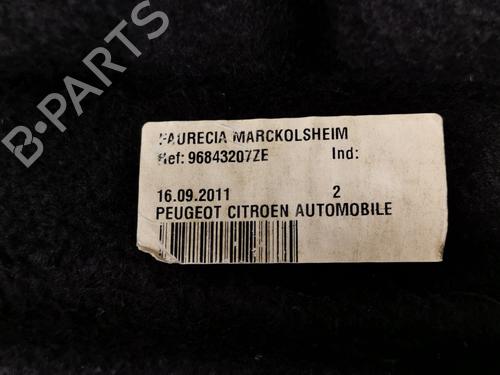 FAURECIA MARCKOLSHEIM
Ref: 96843207ZE Ind:
16.09.2011 2
PEUGEOT CITROEN AUTOMOBILE
B-PARTS